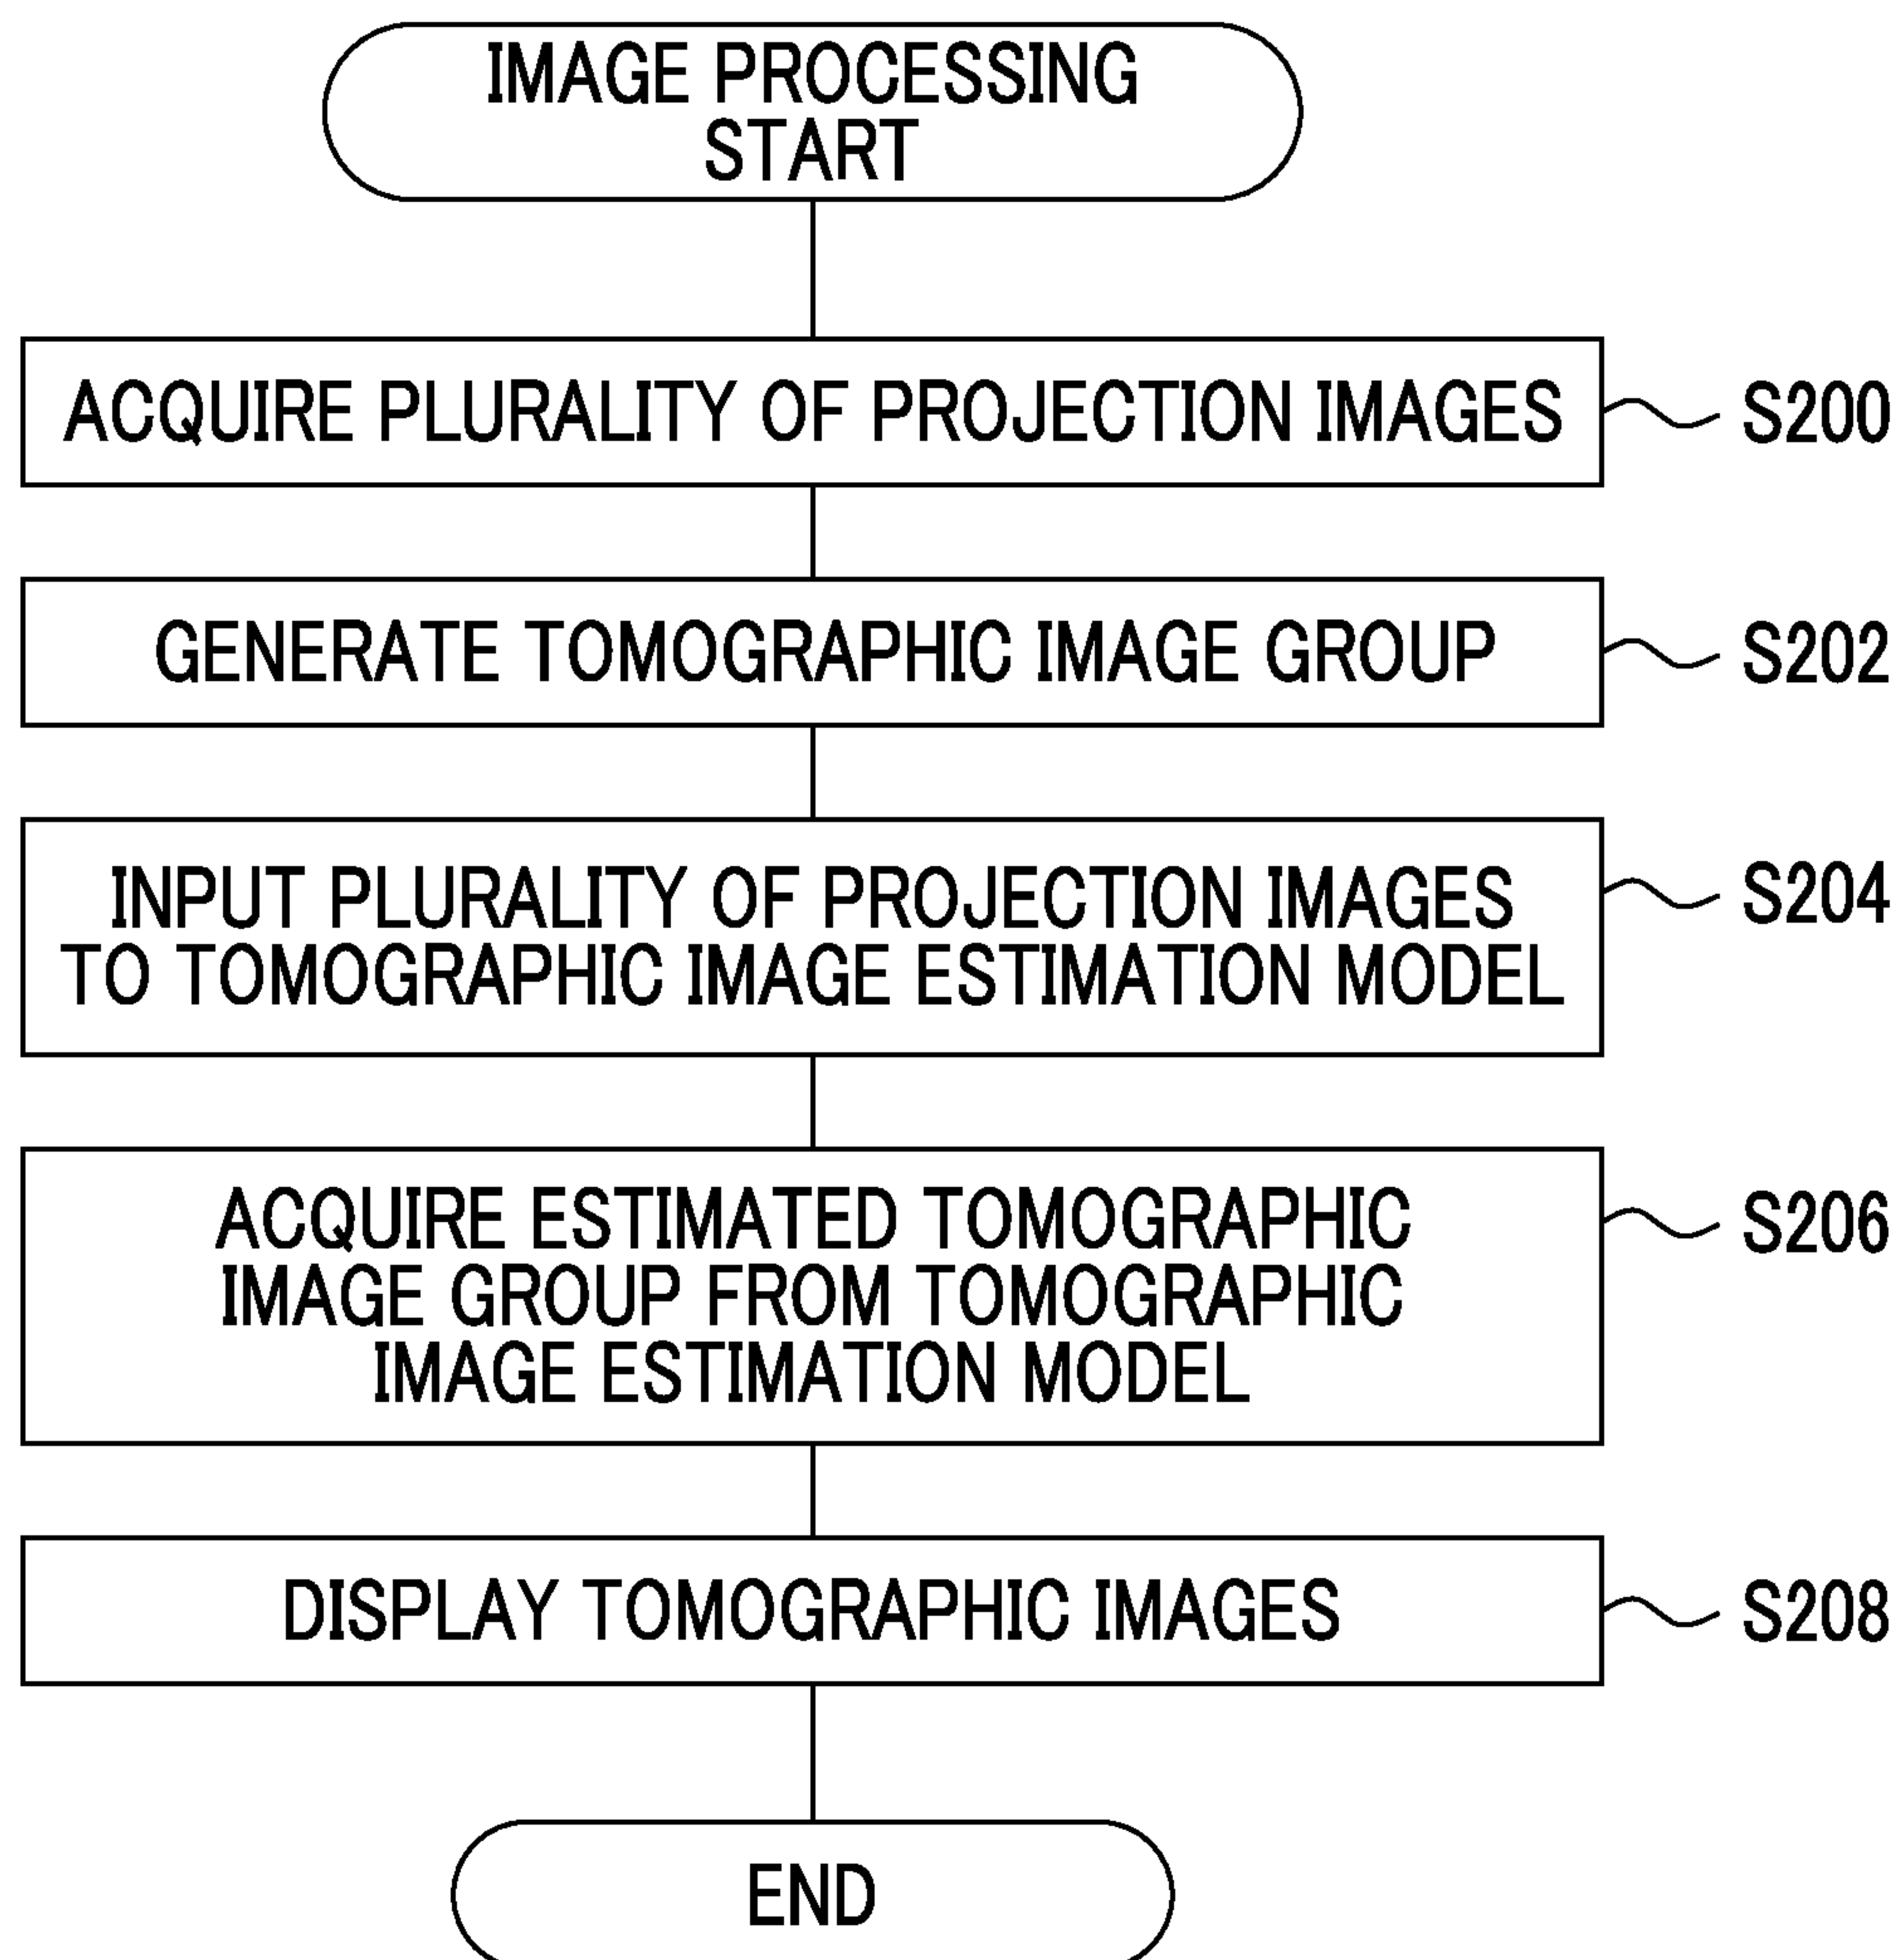 IMAGE PROCESSING
START
ACQUIRE PLURALITY OF PROJECTION IMAGES
S200
GENERATE TOMOGRAPHIC IMAGE GROUP
S202
INPUT PLURALITY OF PROJECTION IMAGES
TO TOMOGRAPHIC IMAGE ESTIMATION MODEL
S204
ACQUIRE ESTIMATED TOMOGRAPHIC
IMAGE GROUP FROM TOMOGRAPHIC
IMAGE ESTIMATION MODEL
S206
DISPLAY TOMOGRAPHIC IMAGES
S208
END